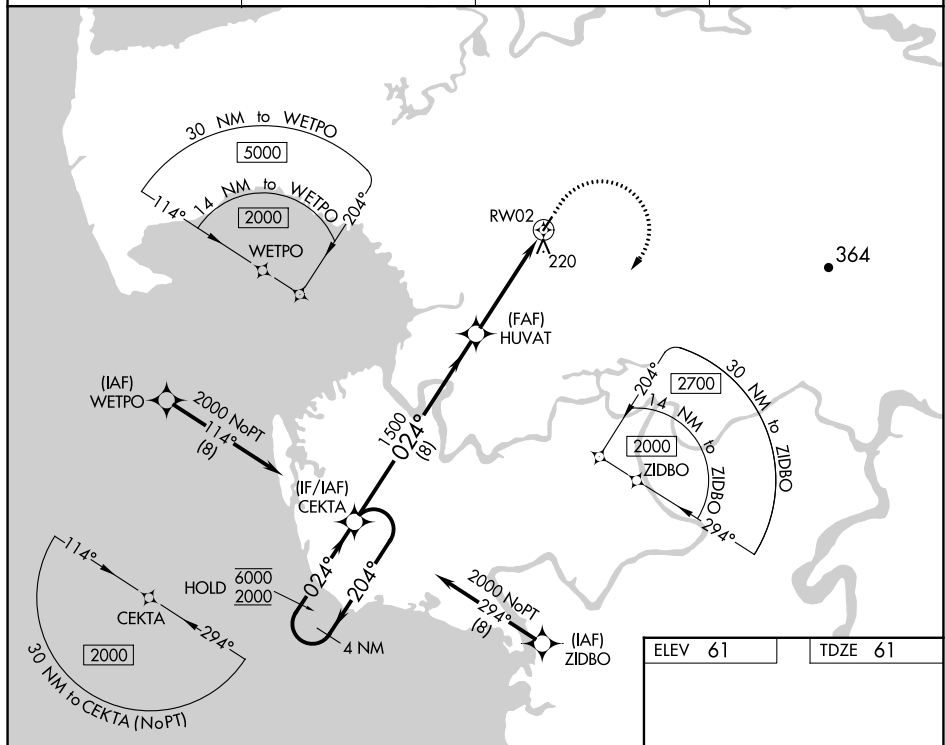 30 NM to WETPO
5000
14 NM to WETPO
2000
114°
204°
WETPO
RW02
220
364
(FAF)
HUVAT
(IAF)
WETPO
2000 NoPT
114°
(8)
1500
024°
(8)
204°
2700
30 NM to ZIDBO
14 NM to ZIDBO
2000
ZIDBO
294°
(IF/IAF)
CEKTA
114°
CEKTA
294°
2000
30 NM to CEKTA (NoPT)
HOLD
6000
2000
024°
204°
4 NM
2000 NoPT
294°
(8)
(IAF)
ZIDBO
ELEV 61
TDZE 61